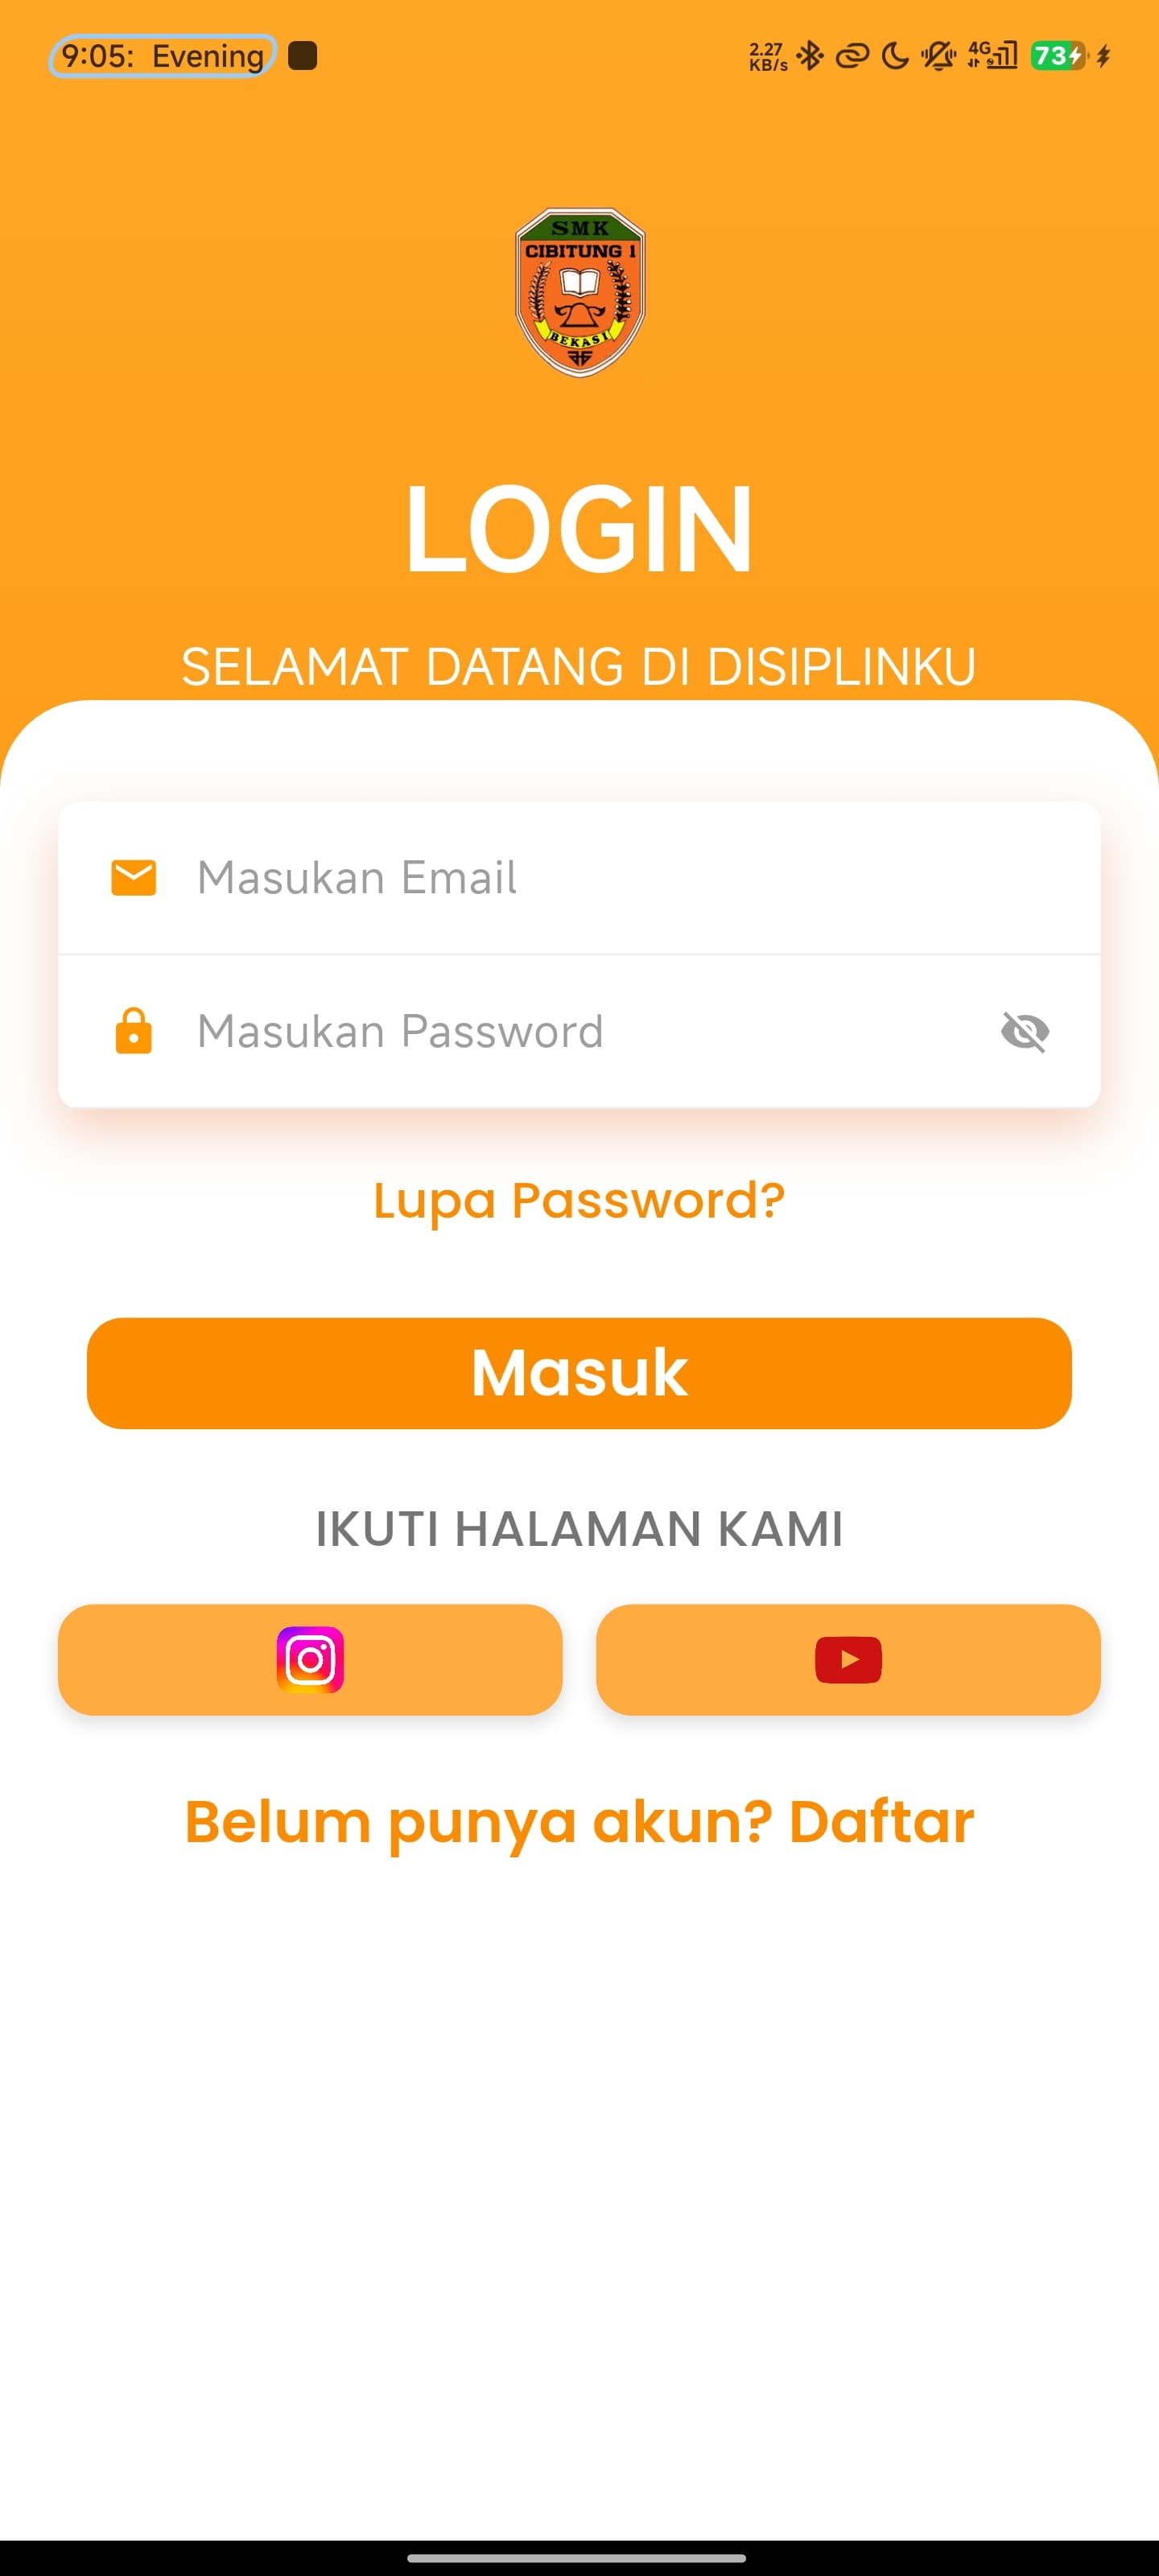 9:05: Evening
2.27
KB/s
4G
73
SMK
CIBITUNG 1
BEKASI
LOGIN
SELAMAT DATANG DI DISIPLINKU
Masukan Email
Masukan Password
Lupa Password?
Masuk
IKUTI HALAMAN KAMI
Belum punya akun? Daftar